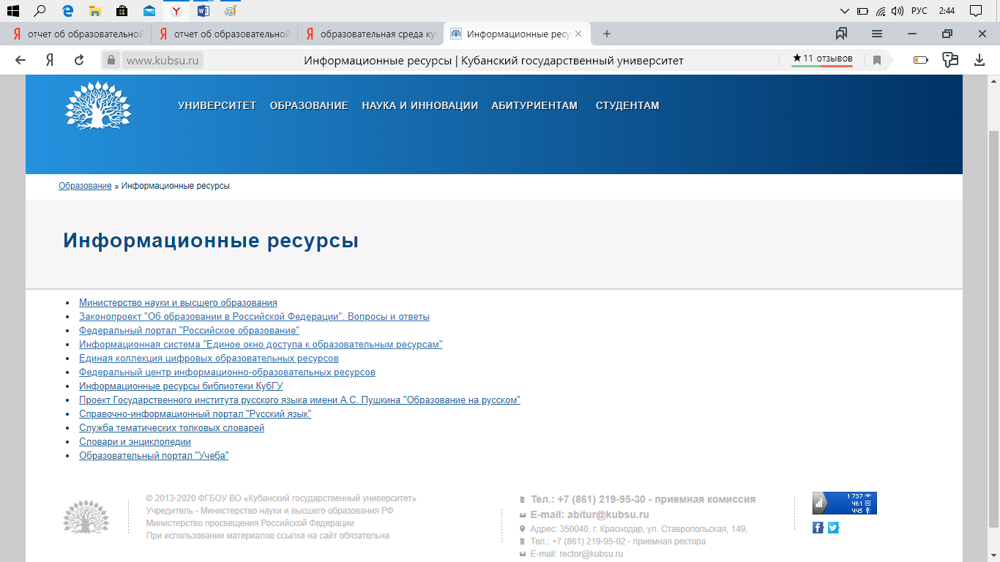 РУС 2:44
отчет об образовательной
отчет об образовательной
образовательная среда ку
Информационные ресу
www.kubsu.ru
Информационные ресурсы | Кубанский государственный университет
★11 отзывов
УНИВЕРСИТЕТ ОБРАЗОВАНИЕ НАУКА И ИННОВАЦИИ АБИТУРИЕНТАМ СТУДЕНТАМ
Образование » Информационные ресурсы
Информационные ресурсы
• Министерство науки и высшего образования
• Законопроект "Об образовании в Российской Федерации". Вопросы и ответы
• Федеральный портал "Российское образование"
• Информационная система "Единое окно доступа к образовательным ресурсам"
• Единая коллекция цифровых образовательных ресурсов
• Федеральный центр информационно-образовательных ресурсов
• Информационные ресурсы библиотеки КубГУ
• Проект Государственного института русского языка имени А.С. Пушкина "Образование на русском"
• Справочно-информационный портал "Русский язык"
• Служба тематических толковых словарей
• Словари и энциклопедии
• Образовательный портал "Учеба"
© 2013-2020 ФГБОУ ВО «Кубанский государственный университет»
Учредитель - Министерство науки и высшего образования РФ
Министерство просвещения Российской Федерации
При использовании материалов ссылка на сайт обязательна
Тел.: +7 (861) 219-95-30 - приемная комиссия
E-mail: abitur@kubsu.ru
Адрес: 350040, г. Краснодар, ул. Ставропольская, 149,
Тел.: +7 (861) 219-95-02 - приемная ректора
E-mail: rector@kubsu.ru
1 737
461
445